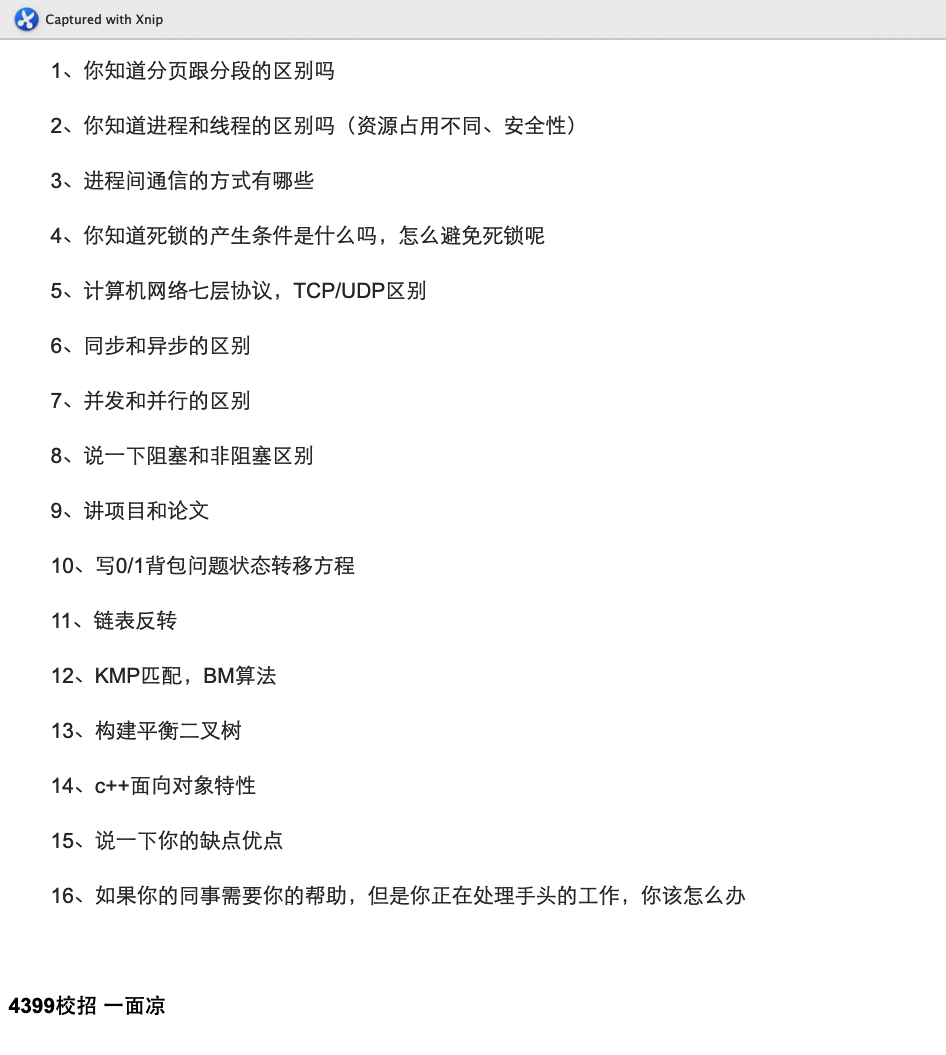 Captured with Xnip
1、你知道分页跟分段的区别吗
2、你知道进程和线程的区别吗（资源占用不同、安全性）
3、进程间通信的方式有哪些
4、你知道死锁的产生条件是什么吗，怎么避免死锁呢
5、计算机网络七层协议，TCP/UDP区别
6、同步和异步的区别
7、并发和并行的区别
8、说一下阻塞和非阻塞区别
9、讲项目和论文
10、写0/1背包问题状态转移方程
11、链表反转
12、KMP匹配，BM算法
13、构建平衡二叉树
14、c++面向对象特性
15、说一下你的缺点优点
16、如果你的同事需要你的帮助，但是你正在处理手头的工作，你该怎么办
4399校招 一面凉